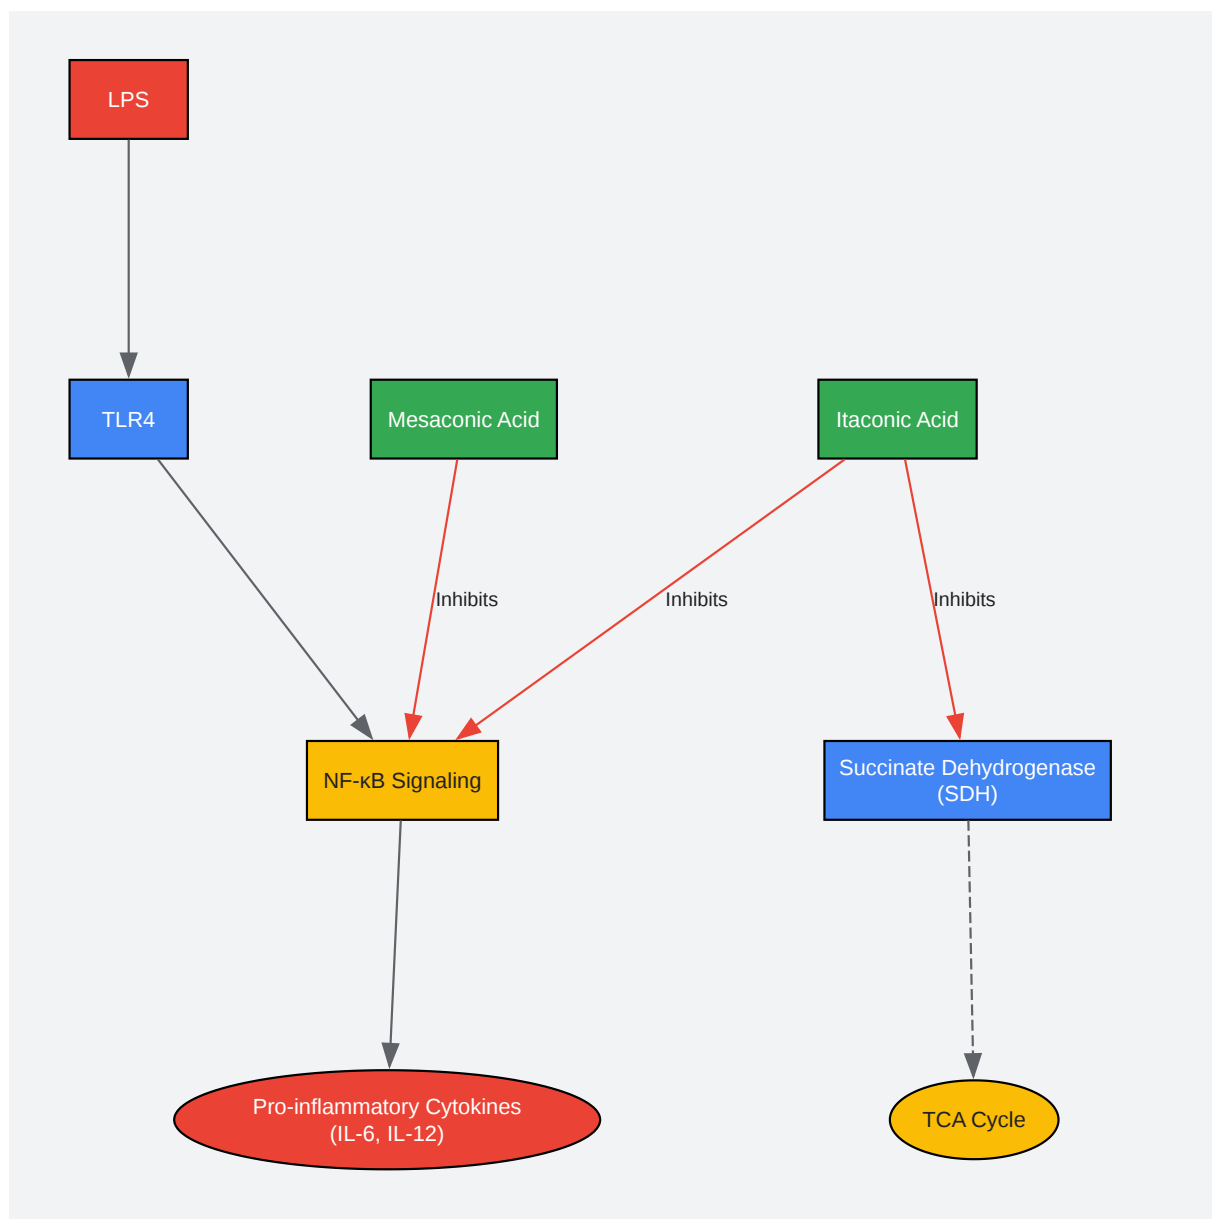 LPS
TLR4
Mesaconic Acid
Itaconic Acid
Inhibits
Inhibits
Inhibits
NF-κB Signaling
Succinate Dehydrogenase
(SDH)
Pro-inflammatory Cytokines
(IL-6, IL-12)
TCA Cycle